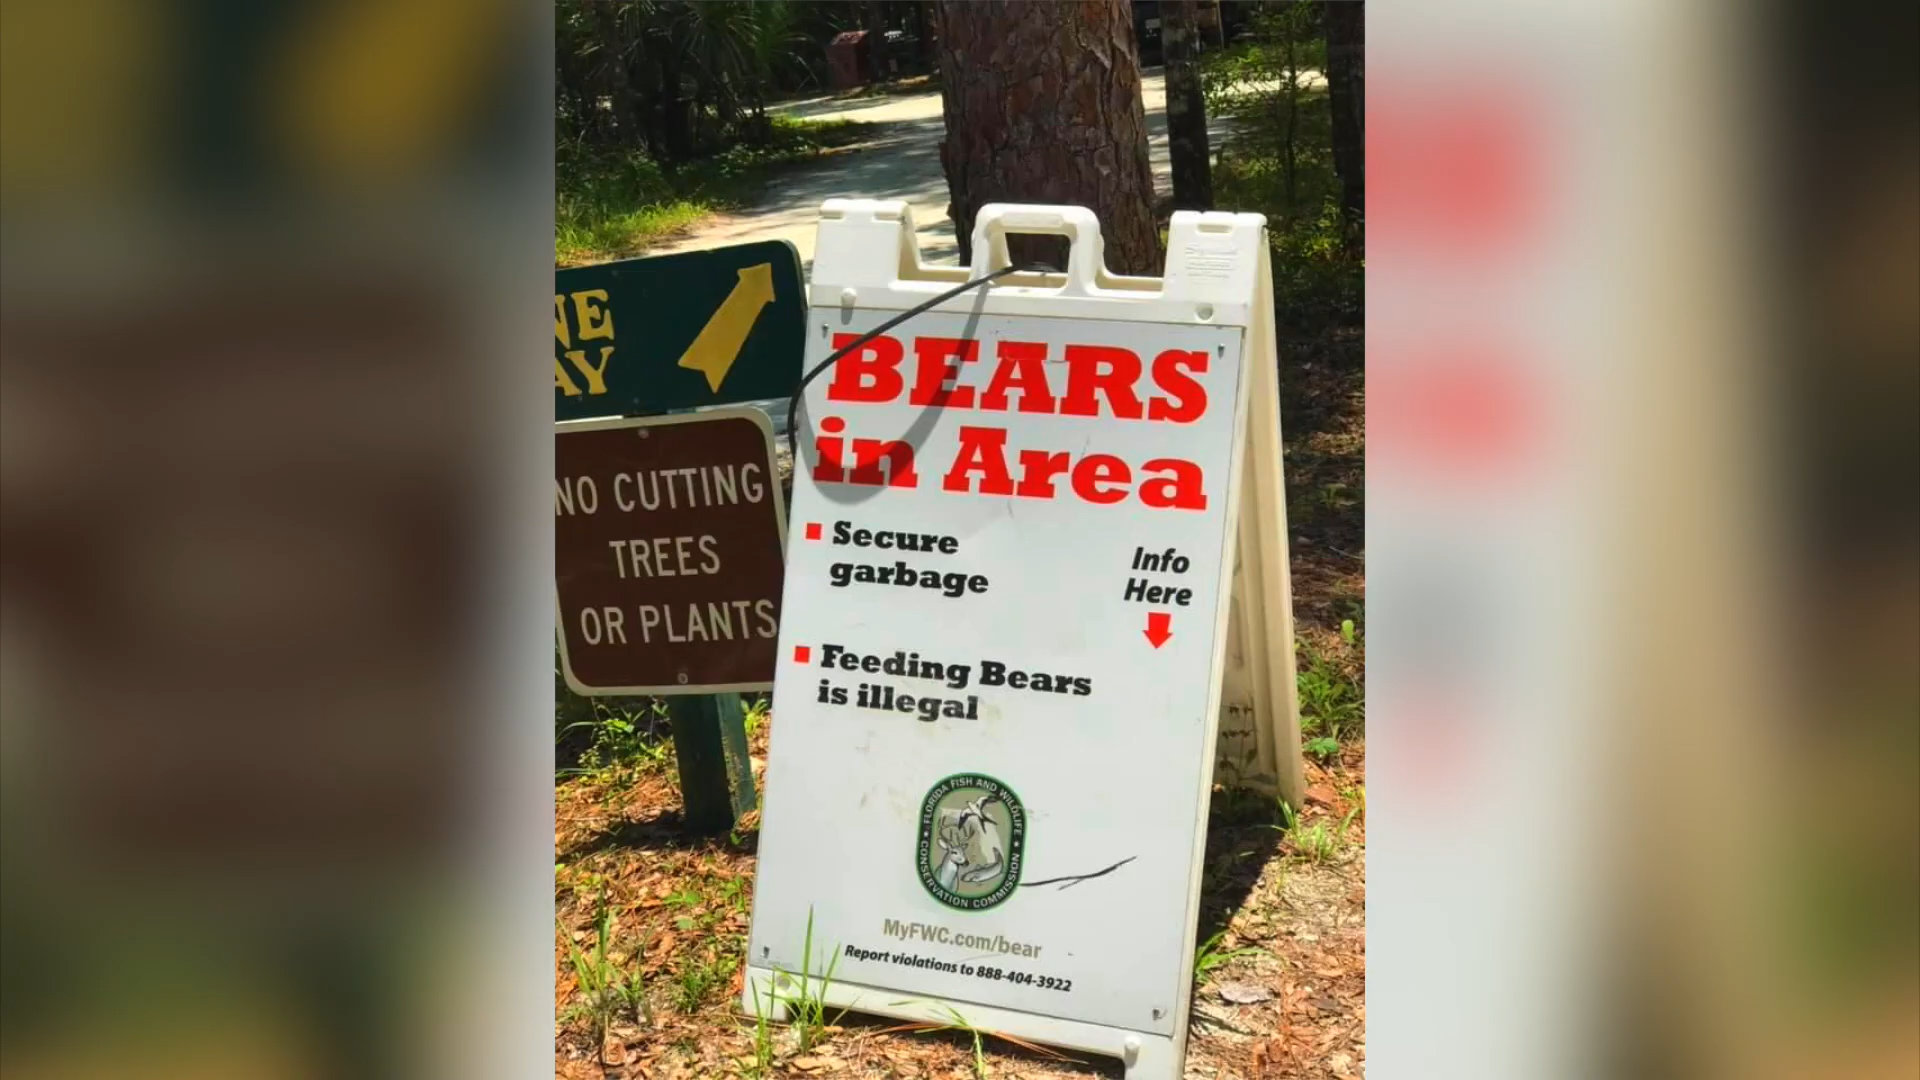 NE
AY
NO CUTTING
TREES
OR PLANTS
BEARS
in Area
Secure
garbage
Info
Here
Feeding Bears
is illegal
FLORIDA FISH AND WILDLIFE
CONSERVATION COMMISSION
MyFWC.com/bear
Report violations to 888-404-3922